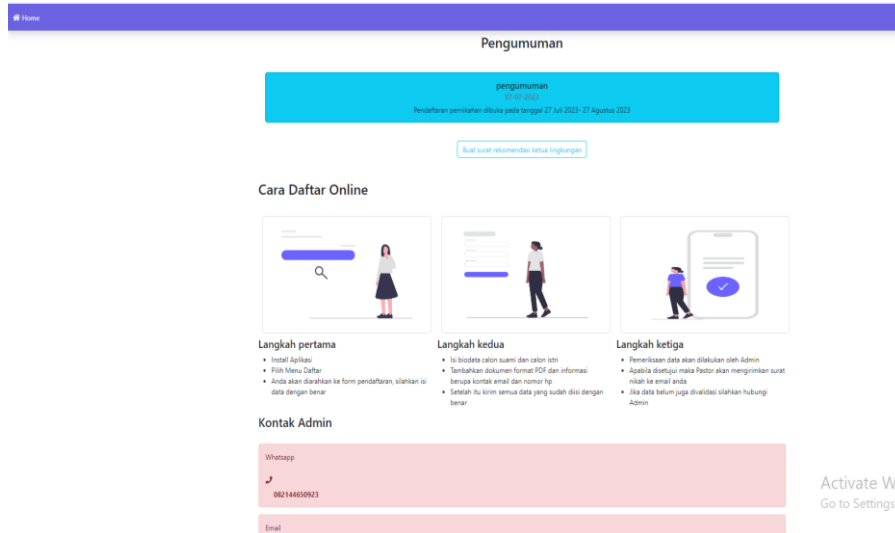 Home
Pengumuman
pengumuman
Pendaftaran pernikahan dibuka pada tanggal 27 Juli 2023- 27 Agustus 2023
Buat surat rekomendasi ketua lingkungan
Cara Daftar Online
Langkah pertama
Install Aplikasi
Pilih Menu Daftar
Anda akan diarahkan ke form pendaftaran, silahkan isi
data dengan benar
Langkah kedua
Isi biodata calon suami dan calon istri
Tambahkan dokumen format PDF dan informasi
berupa kontak email dan nomor hp
Setelah itu kirim semua data yang sudah diisi dengan
benar
Langkah ketiga
Pemeriksaan data akan dilakukan oleh Admin
Apabila disetujui maka Pastor akan mengirimkan surat
nikah ke email anda
Jika data belum juga divalidasi silahkan hubungi
Admin
Kontak Admin
Whatsapp
082144650923
Email
Activate W
Go to Settings